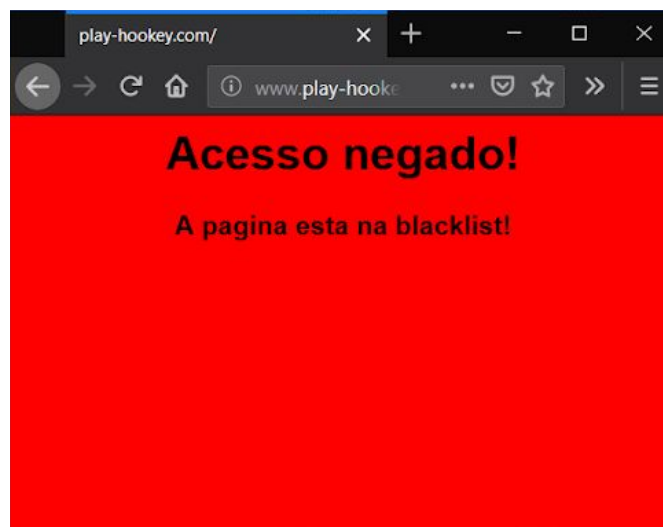 play-hookey.com/
www.play-hooke
Acesso negado!
A pagina esta na blacklist!